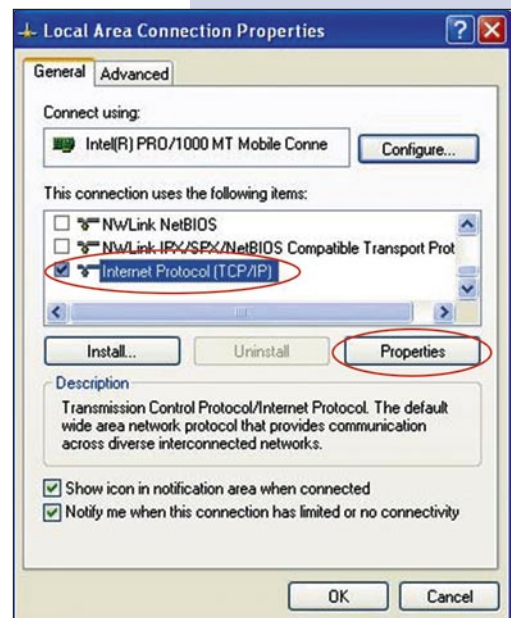 Local Area Connection Properties
General Advanced
Connect using:
Intel(R) PRO/1000 MT Mobile Conne Configure...
This connection uses the following items:
NWLink NetBIOS
NWLink IPX/SPX/NetBIOS Compatible Transport Prot
Internet Protocol (TCP/IP)
Install... Uninstall Properties
Description
Transmission Control Protocol/Internet Protocol. The default
wide area network protocol that provides communication
across diverse interconnected networks.
Show icon in notification area when connected
Notify me when this connection has limited or no connectivity
OK Cancel